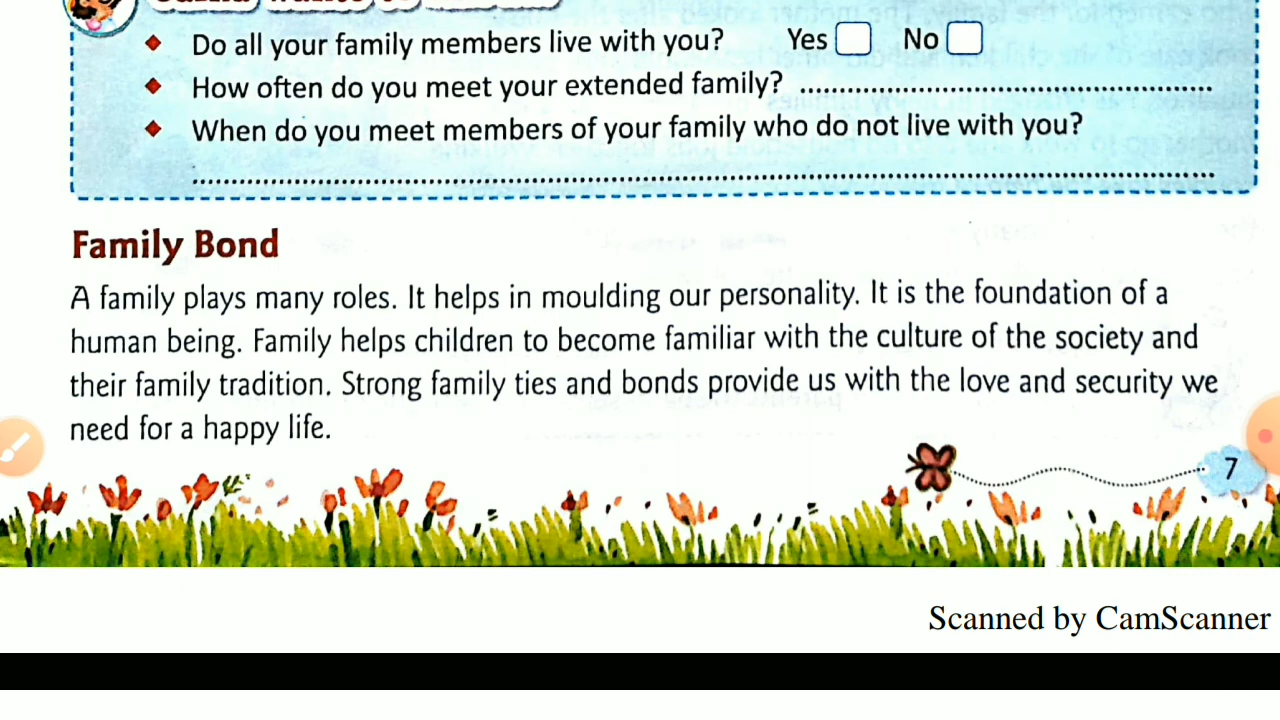 Do all your family members live with you? Yes No
How often do you meet your extended family? ....................
When do you meet members of your family who do not live with you?
....................
Family Bond
A family plays many roles. It helps in moulding our personality. It is the foundation of a
human being. Family helps children to become familiar with the culture of the society and
their family tradition. Strong family ties and bonds provide us with the love and security we
need for a happy life.
7
Scanned by CamScanner